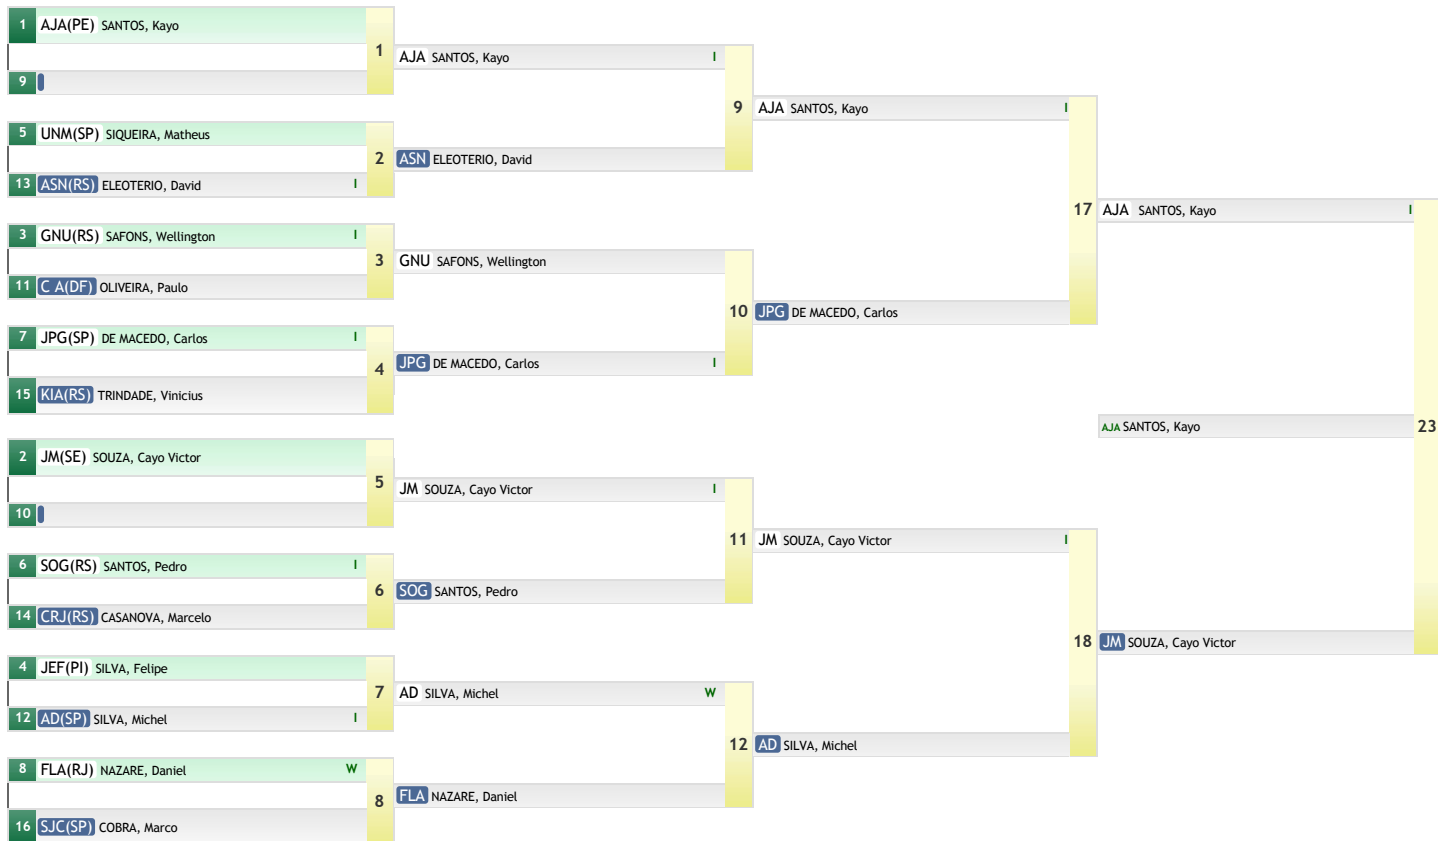 1 AJA(PE) SANTOS, Kayo
1
9
AJA SANTOS, Kayo I
5 UNM(SP) SIQUEIRA, Matheus
2
13 ASN(RS) ELEOTERIO, David I
ASN ELEOTERIO, David
9
3 GNU(RS) SAFONS, Wellington I
3
11 C A(DF) OLIVEIRA, Paulo
GNU SAFONS, Wellington
7 JPG(SP) DE MACEDO, Carlos I
4
15 KIA(RS) TRINDADE, Vinicius
JPG DE MACEDO, Carlos I
10
AJA SANTOS, Kayo I
JPG DE MACEDO, Carlos
17
2 JM(SE) SOUZA, Cayo Victor
5
10
JM SOUZA, Cayo Victor I
6 SOG(RS) SANTOS, Pedro I
6
14 CRJ(RS) CASANOVA, Marcelo
SOG SANTOS, Pedro
11
4 JEF(PI) SILVA, Felipe
7
12 AD(SP) SILVA, Michel I
AD SILVA, Michel W
8 FLA(RJ) NAZARE, Daniel W
8
16 SJC(SP) COBRA, Marco
FLA NAZARE, Daniel
12
JM SOUZA, Cayo Victor I
AD SILVA, Michel
18
AJA SANTOS, Kayo I
AJA SANTOS, Kayo
23
JM SOUZA, Cayo Victor